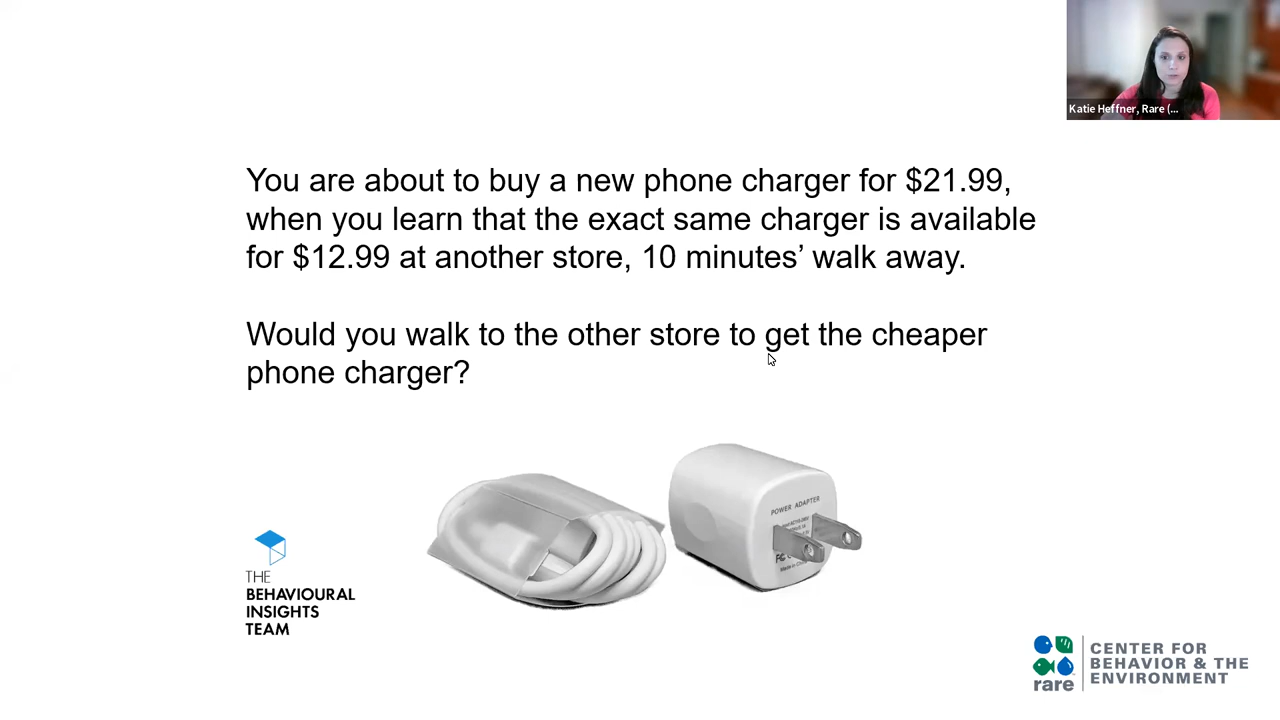 Katie Heffner, Rare (...
You are about to buy a new phone charger for $21.99,
when you learn that the exact same charger is available
for $12.99 at another store, 10 minutes’ walk away.
Would you walk to the other store to get the cheaper
phone charger?
POWER ADAPTER
THE
BEHAVIOURAL
INSIGHTS
TEAM
rare
CENTER FOR
BEHAVIOR & THE
ENVIRONMENT